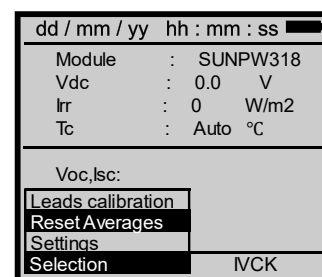 dd / mm / yy hh : mm : ss
Module : SUNPW318
Vdc : 0.0 V
Irr : 0 W/m2
Tc : Auto ℃
Voc,Isc:
Leads calibration
Reset Averages
Settings
Selection IVCK